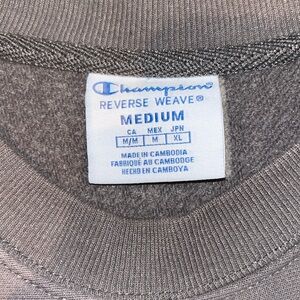 Champion
REVERSE WEAVE®
MEDIUM
CA MEX JPN
M/M M XL
MADE IN CAMBODIA
FABRIQUÉ AU CAMBODGE
HECHO EN CAMBOYA